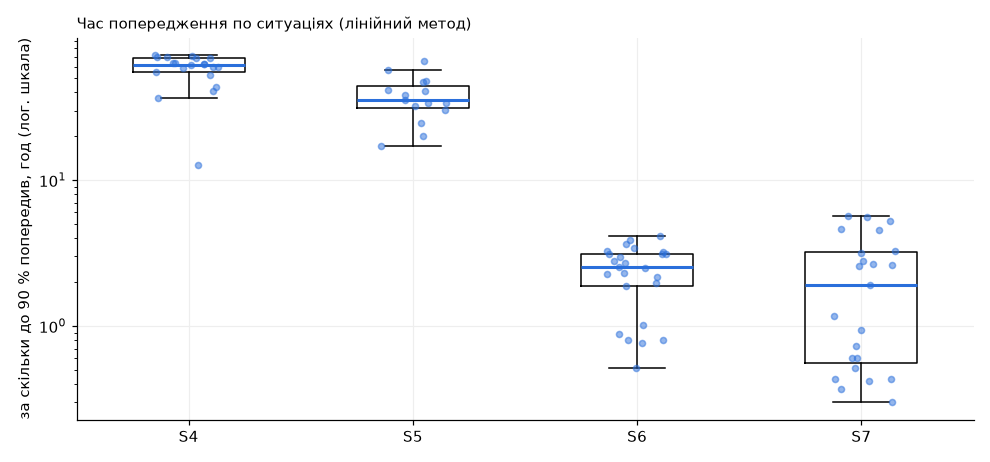 Час попередження по ситуаціях (лінійний метод)
за скільки до 90 % попередив, год (лог. шкала)
10¹
10⁰
S4 S5 S6 S7